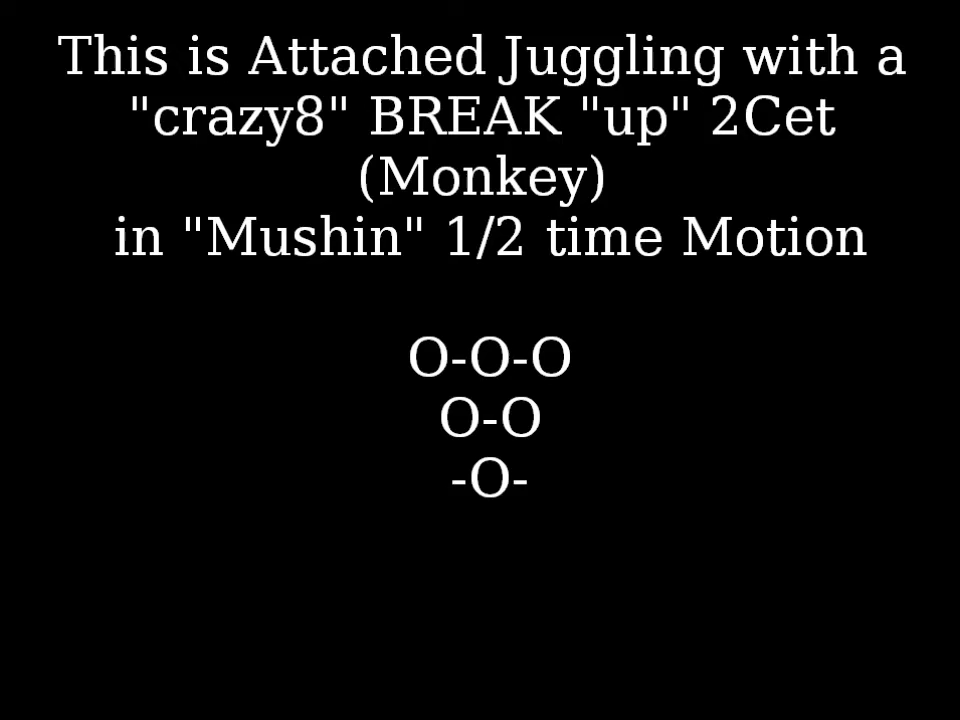 This is Attached Juggling with a
"crazy8" BREAK "up" 2Cet
(Monkey)
in "Mushin" 1/2 time Motion
O-O-O
O-O
-O-